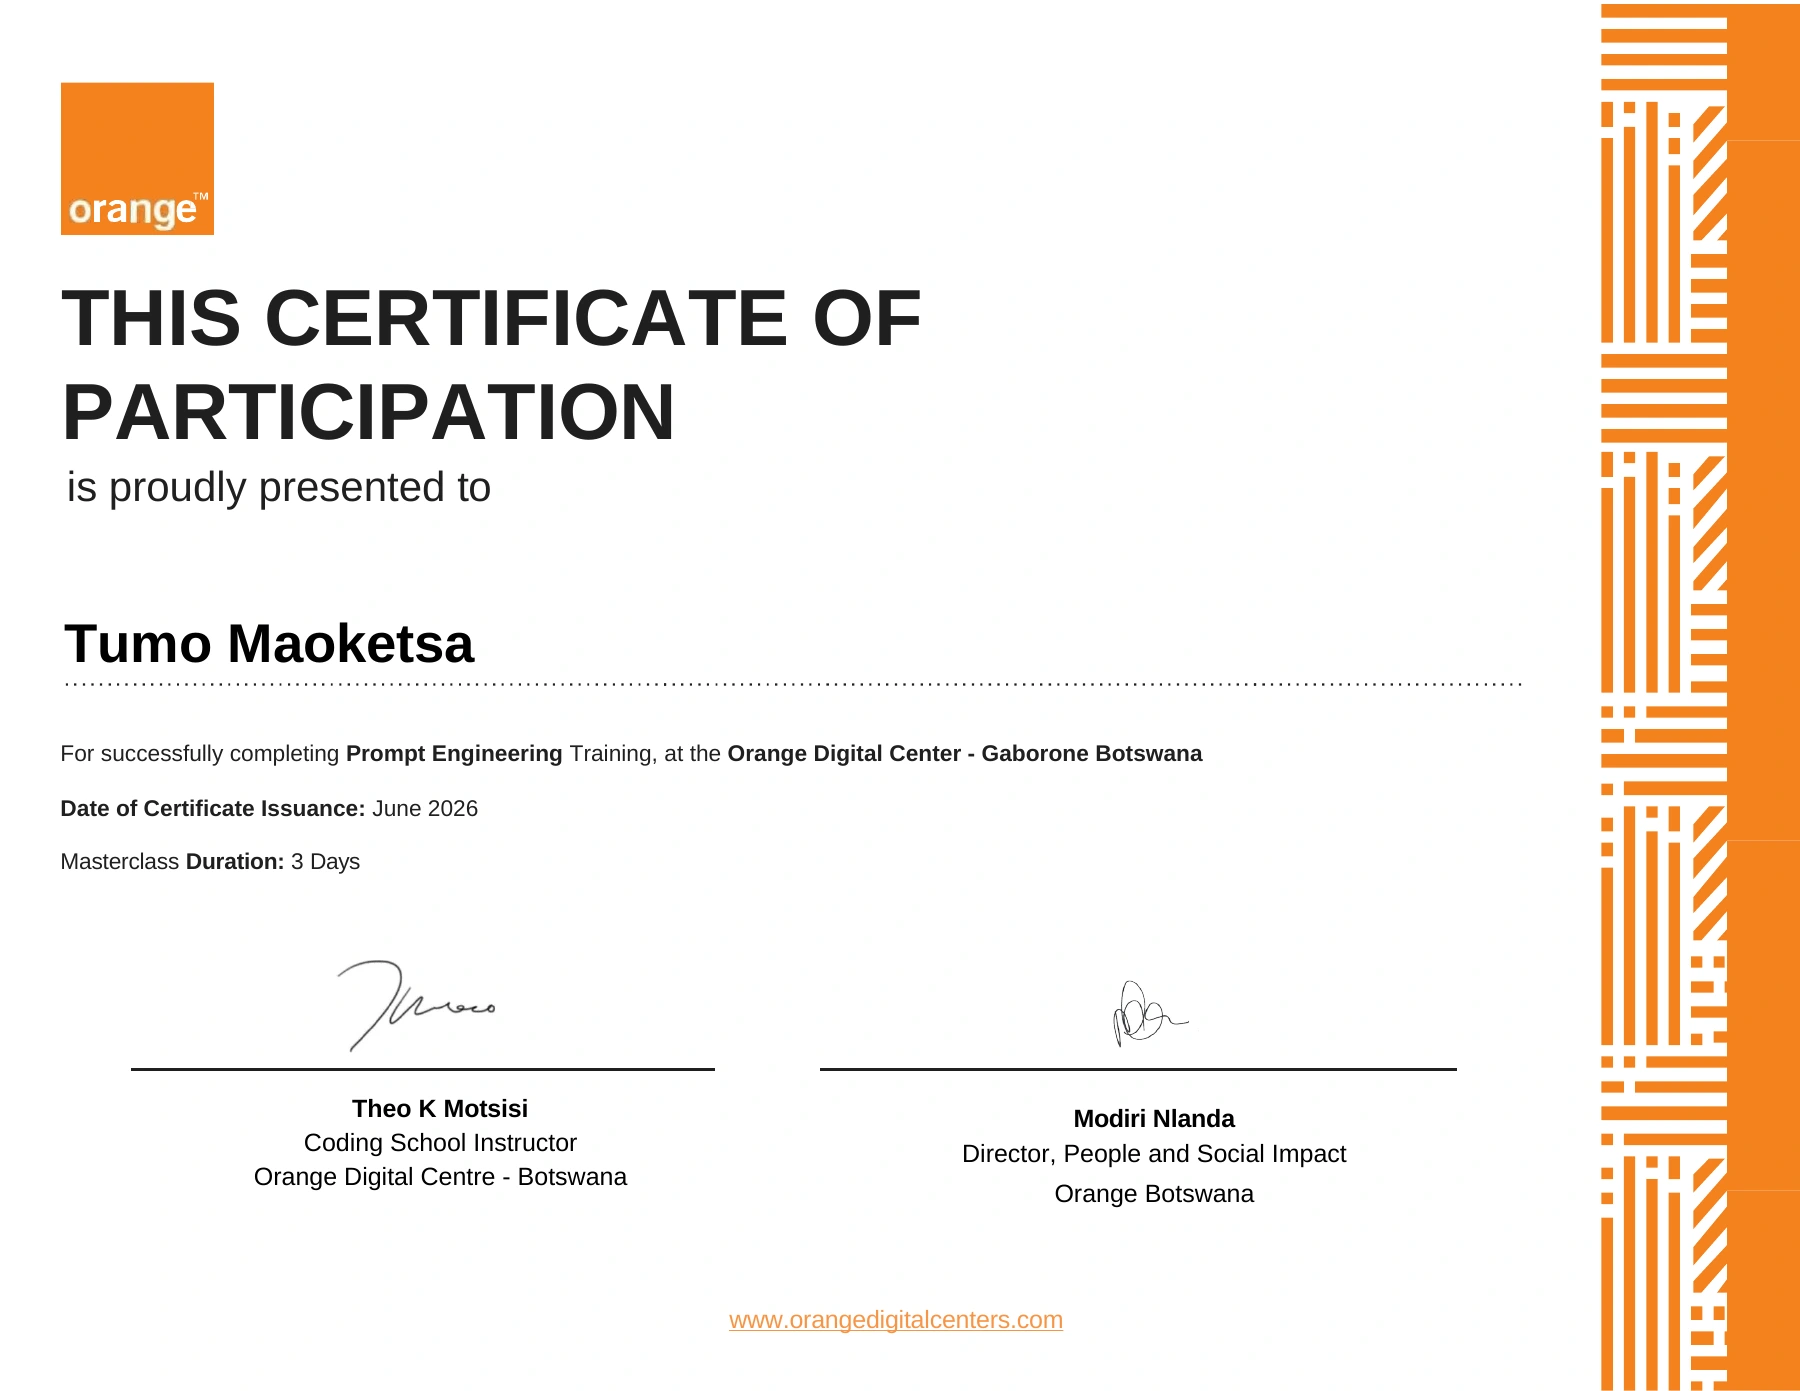 orange™
THIS CERTIFICATE OF
PARTICIPATION
is proudly presented to
Tumo Maoketsa
For successfully completing Prompt Engineering Training, at the Orange Digital Center - Gaborone Botswana
Date of Certificate Issuance: June 2026
Masterclass Duration: 3 Days
Theo K Motsisi
Coding School Instructor
Orange Digital Centre - Botswana
Modiri Nlanda
Director, People and Social Impact
Orange Botswana
www.orangedigitalcenters.com